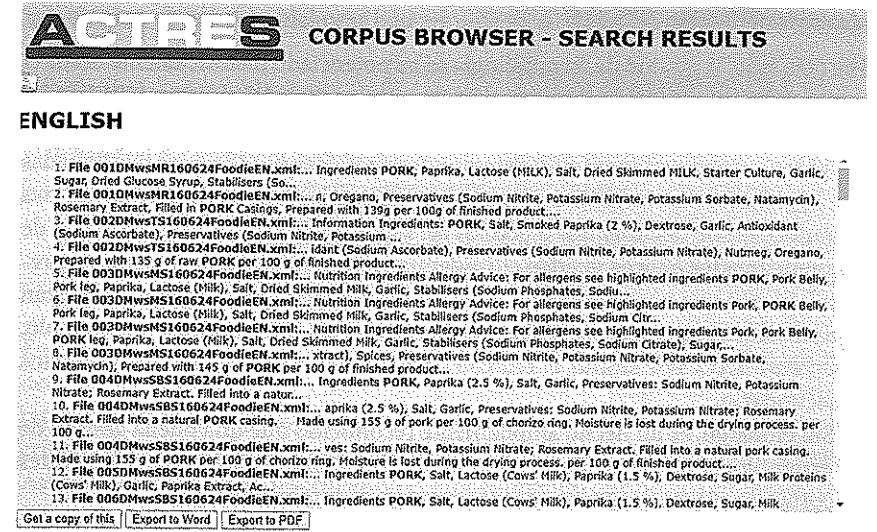 ACTRES CORPUS BROWSER - SEARCH RESULTS
ENGLISH
1. File 001DMwsMR160624FoodieEN.xml:... Ingredients PORK, Paprika, Lactose (MILK), Salt, Dried Skimmed MILK, Starter Culture, Garlic,
Sugar, Dried Glucose Syrup, Stabilisers (So...
2. File 001DMwsMR160624FoodieEN.xml:... n, Oregano, Preservatives (Sodium Nitrite, Potassium Nitrate, Potassium Sorbate, Natamycin),
Rosemary Extract, Filled in PORK Casings, Prepared with 139g per 100g of finished product....
3. File 002DMwsTS160624FoodieEN.xml:... Information Ingredients: PORK, Salt, Smoked Paprika (2 %), Dextrose, Garlic, Antioxidant
(Sodium Ascorbate), Preservatives (Sodium Nitrite, Potassium ...
4. File 002DMwsTS160624FoodieEN.xml:... idant (Sodium Ascorbate), Preservatives (Sodium Nitrite, Potassium Nitrate), Nutmeg, Oregano,
Prepared with 135 g of raw PORK per 100 g of finished product...
5. File 003DMwsMS160624FoodieEN.xml:... Nutrition Ingredients Allergy Advice: For allergens see highlighted ingredients PORK, Pork Belly,
Pork leg, Paprika, Lactose (Milk), Salt, Dried Skimmed Milk, Garlic, Stabilisers (Sodium Phosphates, Sodiu...
6. File 003DMwsMS160624FoodieEN.xml:... Nutrition Ingredients Allergy Advice: For allergens see highlighted ingredients Pork, PORK Belly,
Pork leg, Paprika, Lactose (Milk), Salt, Dried Skimmed Milk, Garlic, Stabilisers (Sodium Phosphates, Sodium Citr...
7. File 003DMwsMS160624FoodieEN.xml:... Nutrition Ingredients Allergy Advice: For allergens see highlighted ingredients Pork, Pork Belly,
PORK leg, Paprika, Lactose (Milk), Salt, Dried Skimmed Milk, Garlic, Stabilisers (Sodium Phosphates, Sodium Citrate), Sugar,...
8. File 003DMwsMS160624FoodieEN.xml:... xtract), Spices, Preservatives (Sodium Nitrite, Potassium Nitrate, Potassium Sorbate,
Natamycin), Prepared with 145 g of PORK per 100 g of finished product...
9. File 004DMwsSBS160624FoodieEN.xml:... Ingredients PORK, Paprika (2.5 %), Salt, Garlic, Preservatives: Sodium Nitrite, Potassium
Nitrate; Rosemary Extract. Filled into a natur...
10. File 004DMwsSBS160624FoodieEN.xml:... aprika (2.5 %), Salt, Garlic, Preservatives: Sodium Nitrite, Potassium Nitrate; Rosemary
Extract. Filled into a natural PORK casing. Made using 155 g of pork per 100 g of chorizo ring. Moisture is lost during the drying process. per
100 g...
11. File 004DMwsSBS160624FoodieEN.xml:... ves: Sodium Nitrite, Potassium Nitrate; Rosemary Extract. Filled into a natural pork casing.
Made using 155 g of PORK per 100 g of chorizo ring. Moisture is lost during the drying process. per 100 g of finished product....
12. File 005DMwsSBS160624FoodieEN.xml:... Ingredients PORK, Salt, Lactose (Cows' Milk), Paprika (1.5 %), Dextrose, Sugar, Milk Proteins
(Cows' Milk), Garlic, Paprika Extract, Ac...
13. File 006DMwsSBS160624FoodieEN.xml:... Ingredients PORK, Salt, Lactose (Cows' Milk), Paprika (1.5 %), Dextrose, Sugar, Milk
Get a copy of this Export to Word Export to PDF